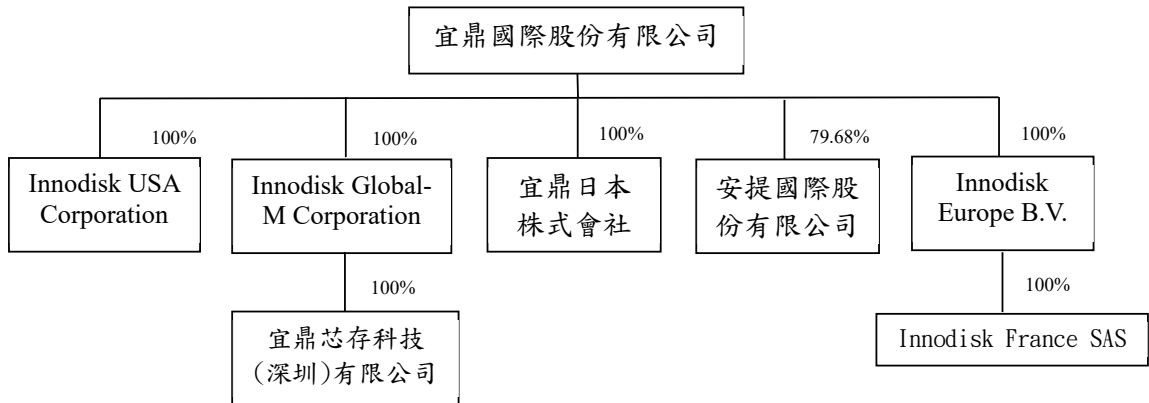 宜鼎國際股份有限公司
100%
100%
100%
79.68%
100%
Innodisk USA
Corporation
Innodisk Global-
M Corporation
宜鼎日本
株式會社
安提國際股
份有限公司
Innodisk
Europe B.V.
100%
100%
宜鼎芯存科技
(深圳)有限公司
Innodisk France SAS